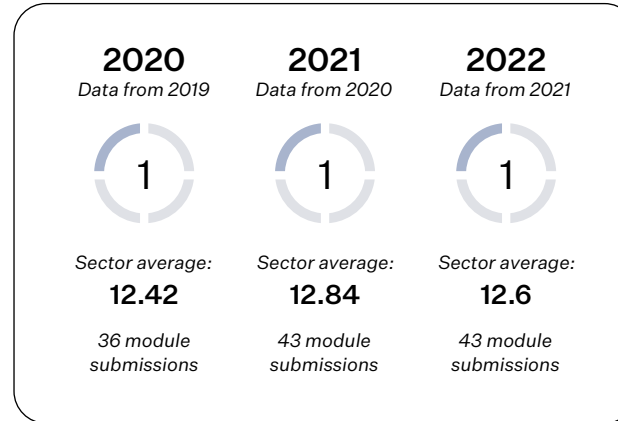 2020
Data from 2019
1
Sector average:
12.42
36 module
submissions
2021
Data from 2020
1
Sector average:
12.84
43 module
submissions
2022
Data from 2021
1
Sector average:
12.6
43 module
submissions